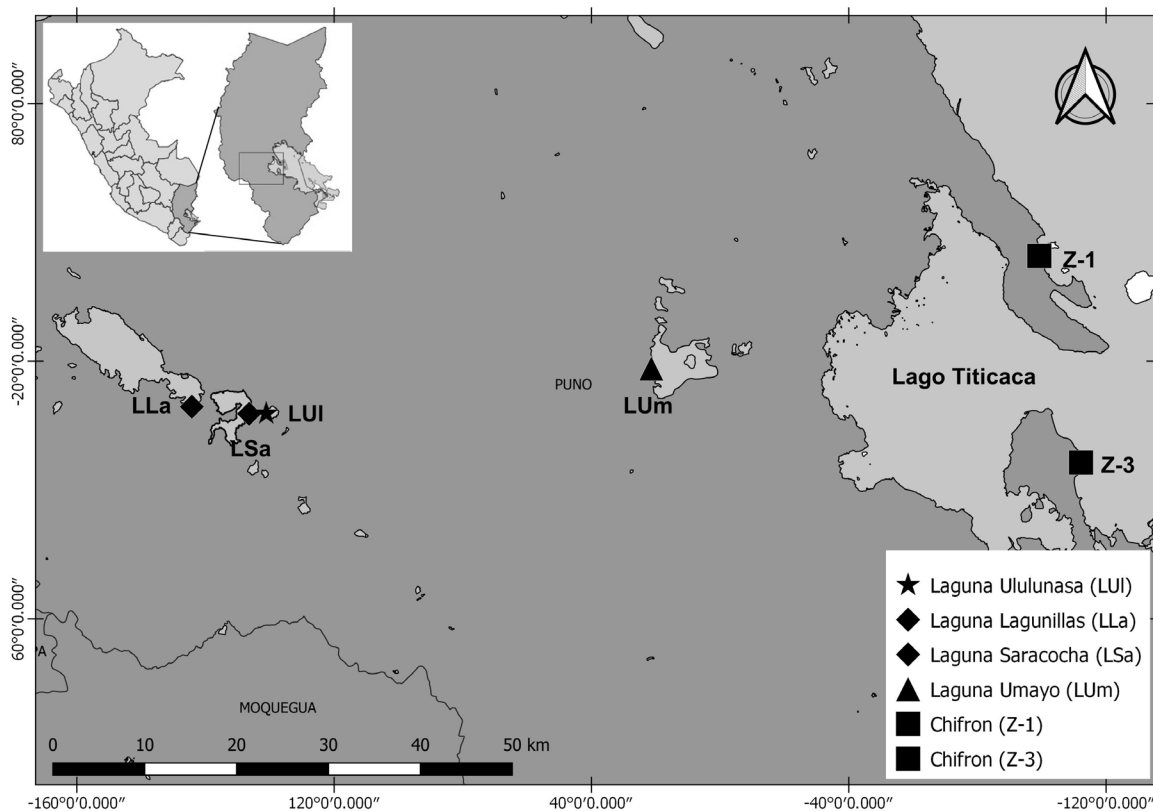 80°0'0.000"
-20°0'0.000"
60°0'0.000"
Z-1
Lago Titicaca
PUNO
LUm
LLa
LUl
LSa
Z-3
PA
MOQUEGUA
0 10 20 30 40 50 km
Laguna Ululunasa (LUl)
Laguna Lagunillas (LLa)
Laguna Saracocha (LSa)
Laguna Umayo (LUm)
Chifron (Z-1)
Chifron (Z-3)
-160°0'0.000" 120°0'0.000" 40°0'0.000" -40°0'0.000" -120°0'0.000"